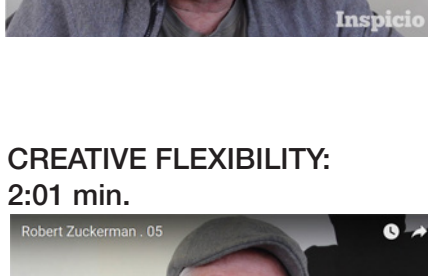 Inspicio
CREATIVE FLEXIBILITY:
2:01 min.
Robert Zuckerman . 05